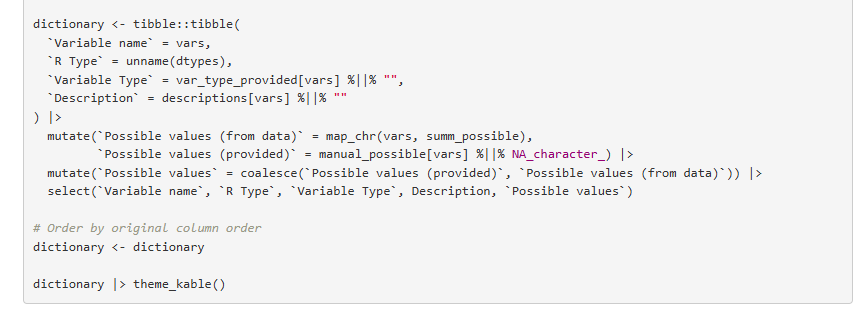 dictionary <- tibble::tibble(
  `Variable name` = vars,
  `R Type` = unname(dtypes),
  `Variable Type` = var_type_provided[vars] %||% "",
  `Description` = descriptions[vars] %||% ""
) |>
  mutate(`Possible values (from data)` = map_chr(vars, summ_possible),
         `Possible values (provided)` = manual_possible[vars] %||% NA_character_) |>
  mutate(`Possible values` = coalesce(`Possible values (provided)`, `Possible values (from data)`)) |>
  select(`Variable name`, `R Type`, `Variable Type`, Description, `Possible values`)

# Order by original column order
dictionary <- dictionary

dictionary |> theme_kable()